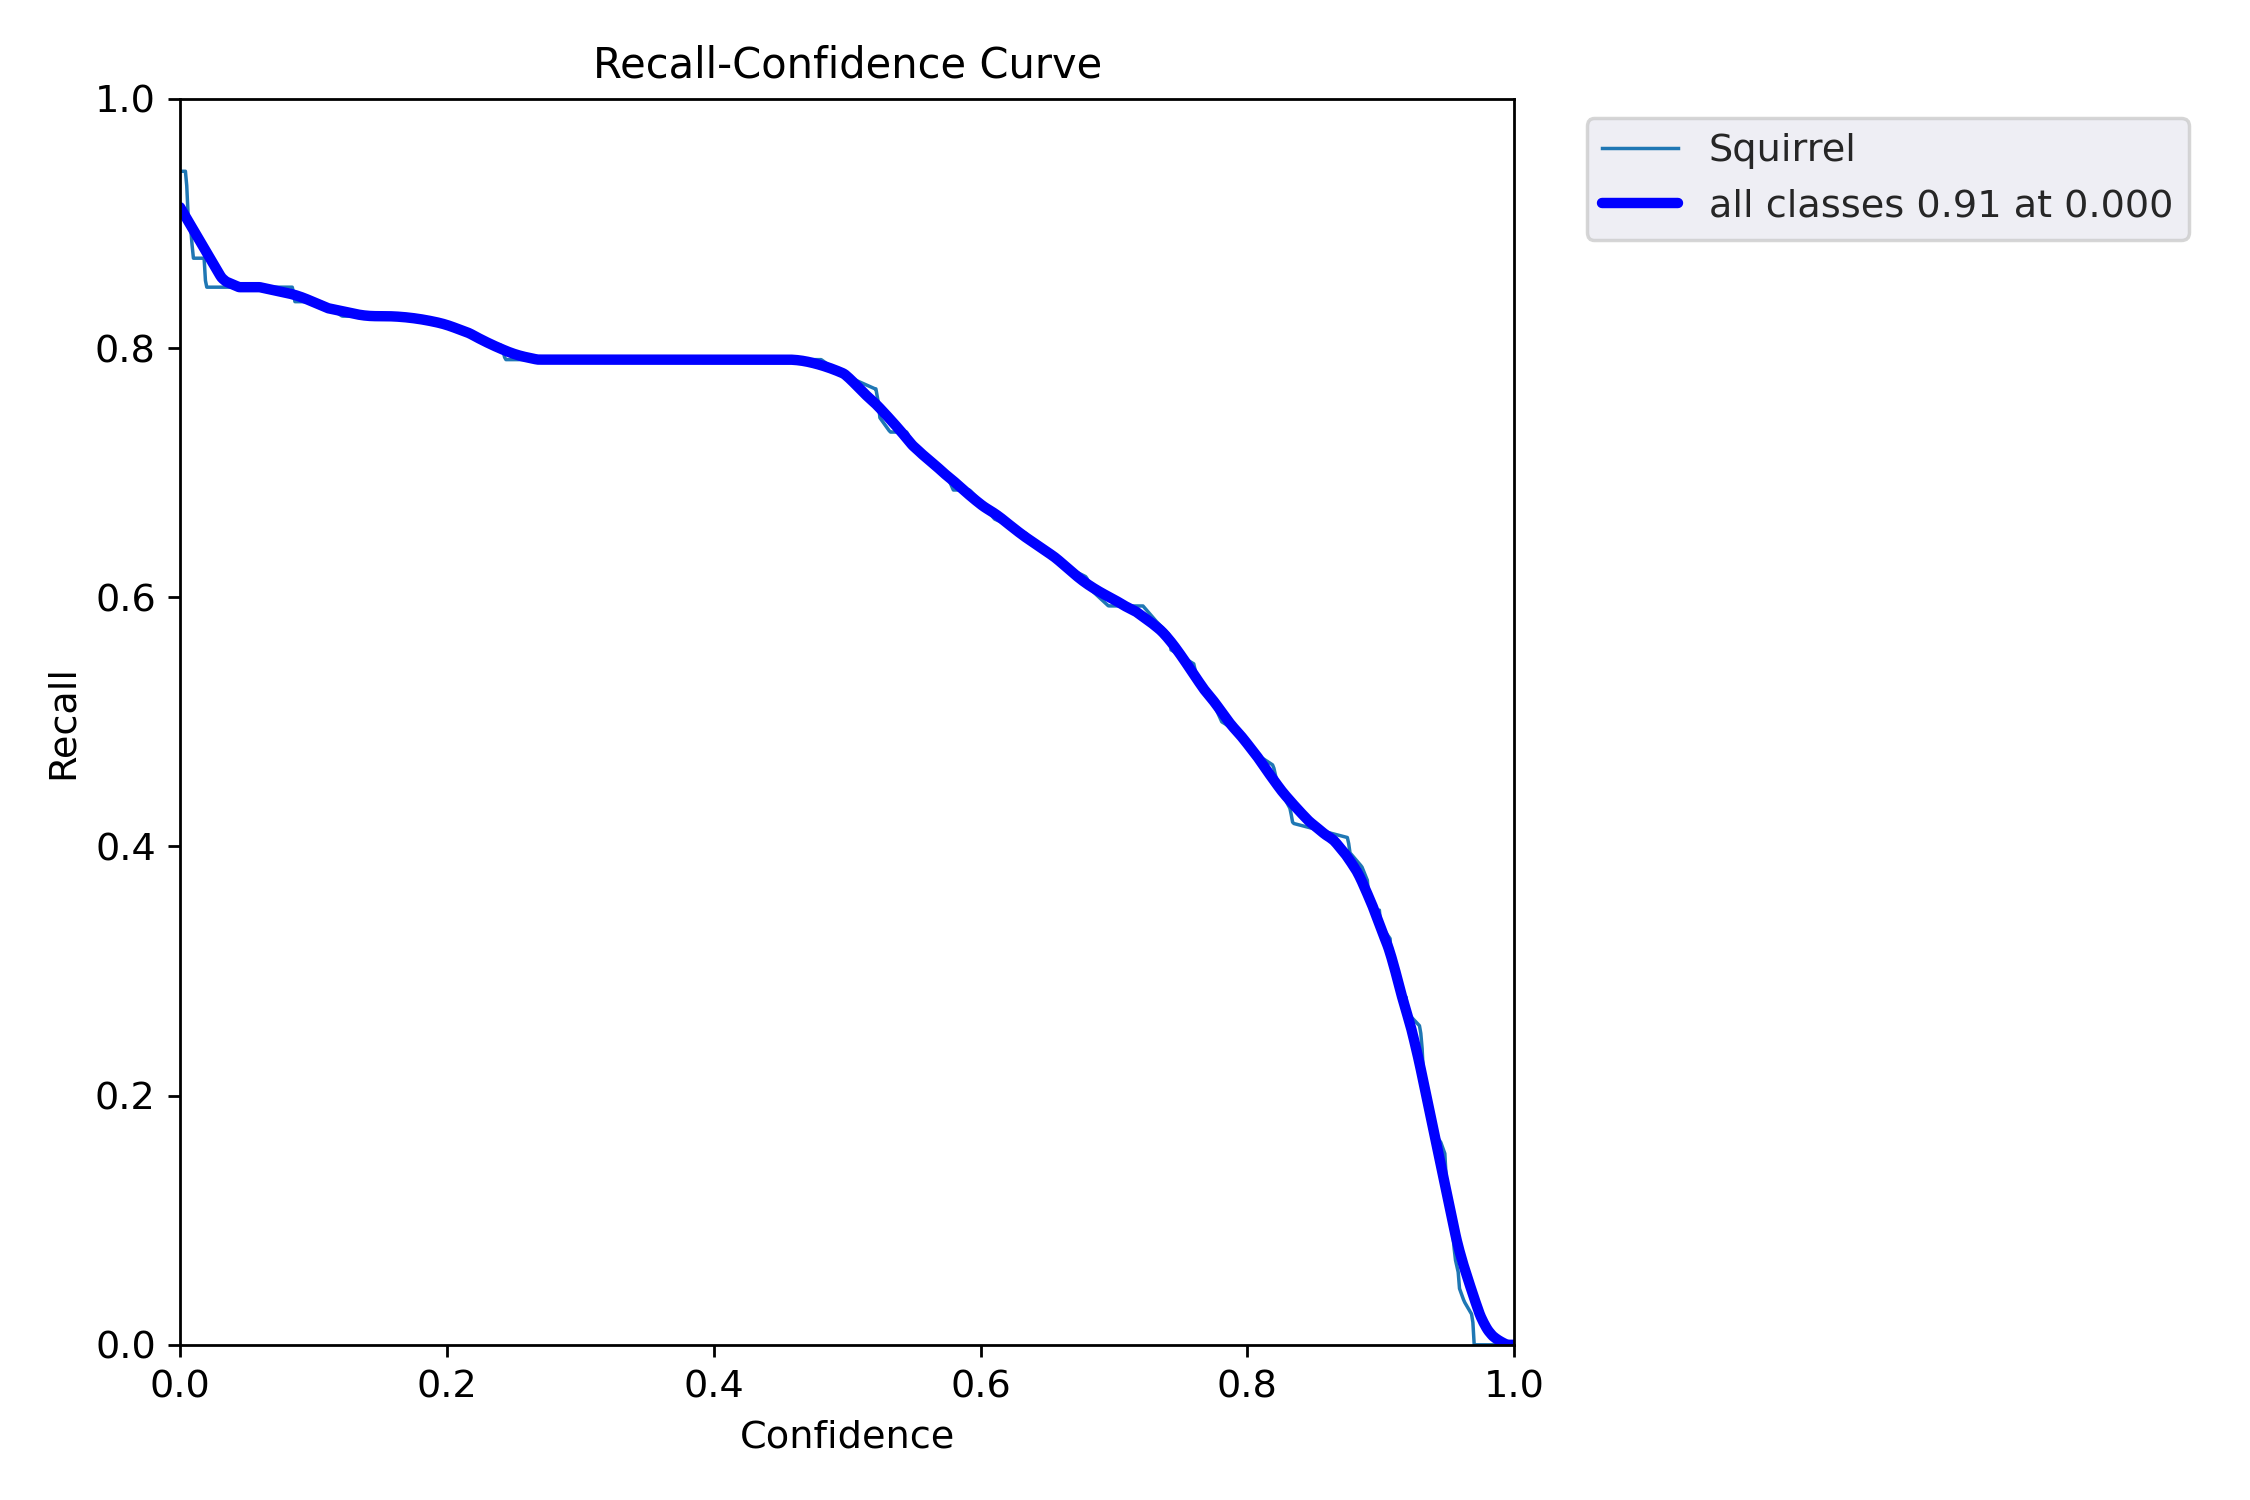 Recall-Confidence Curve
1.0
0.8
0.6
0.4
0.2
0.0
Recall
0.0 0.2 0.4 0.6 0.8 1.0
Confidence
Squirrel
all classes 0.91 at 0.000